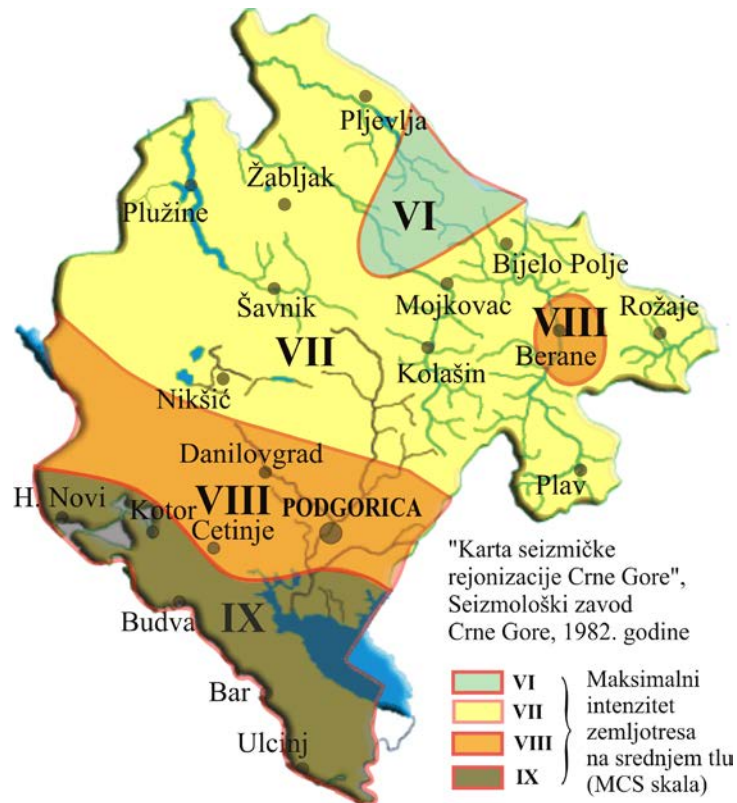 Pljevlja
Žabljak
Plužine
VI
Bijelo Polje
Šavnik
Mojkovac
VIII
Rožaje
VII
Berane
Kolašin
Nikšić
Danilovgrad
Plav
H. Novi
Kotor
VIII
PODGORICA
Cetinje
Budva
IX
Bar
Ulcinj
"Karta seizmičke
rejonizacije Crne Gore",
Seizmološki zavod
Crne Gore, 1982. godine
VI
VII
VIII
IX
Maksimalni
intenzitet
zemljotresa
na srednjem tlu
(MCS skala)